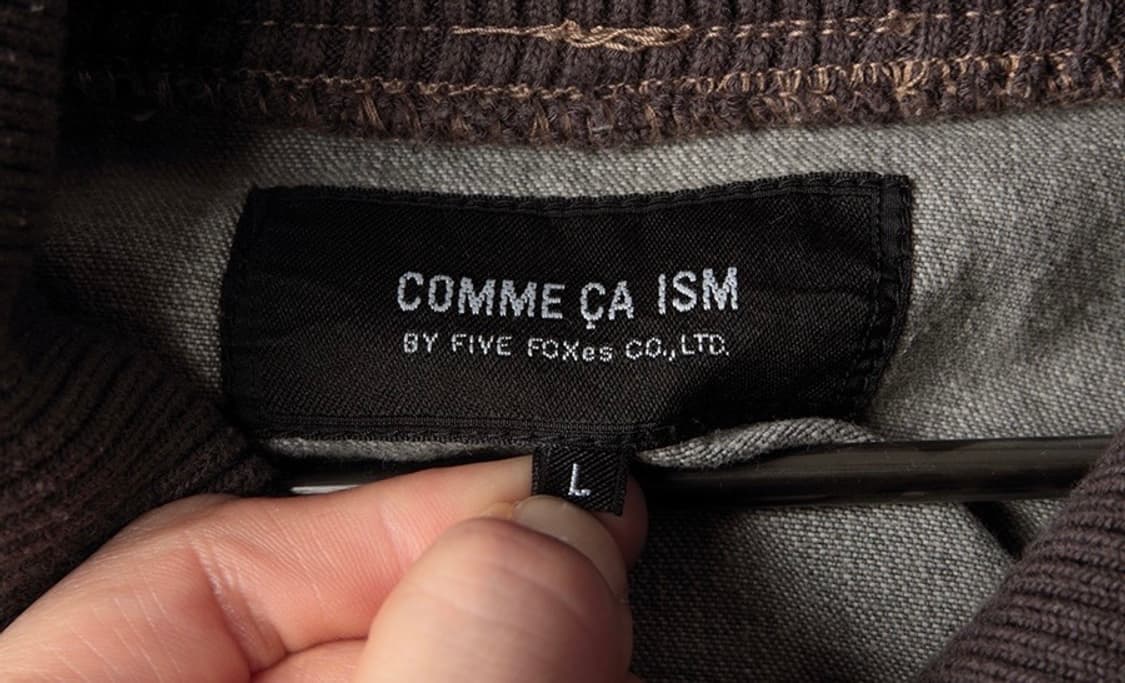 COMME ÇA ISM
BY FIVE FOXes CO.,LTD.
L